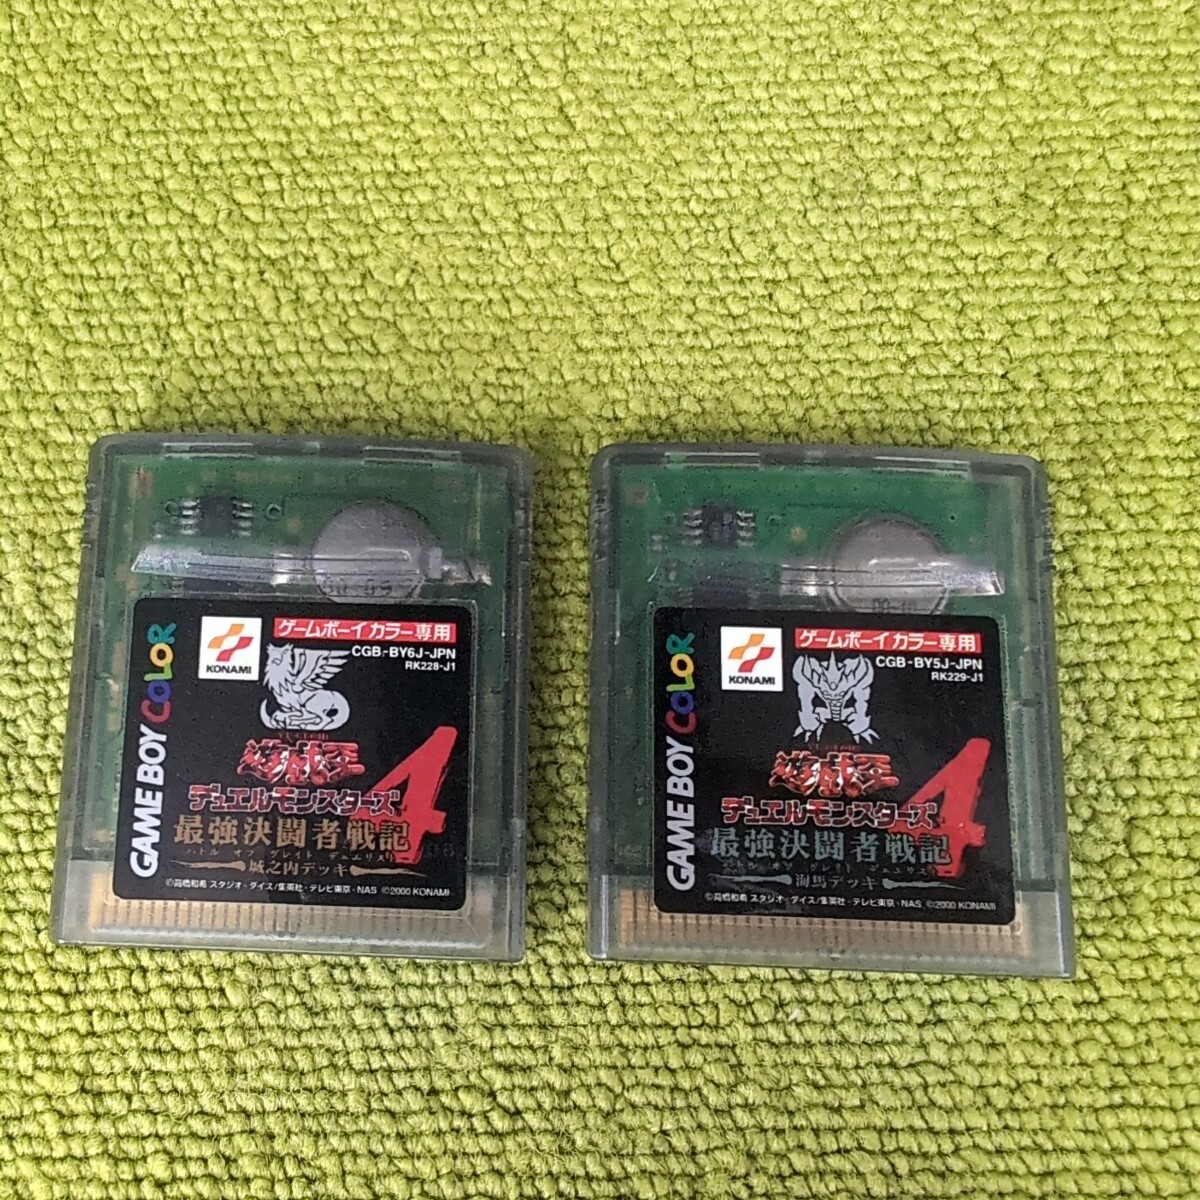 GAME BOY COLOR
KONAMI
ゲームボーイカラー専用
CGB-BY6J-JPN
RK228-J1
YU-GI-OH!
遊戯王
デュエルモンスターズ4
最強決闘者戦記
バトル オブ グレイト デュエリスト
城之内デッキ
©高橋和希 スタジオ・ダイス/集英社・テレビ東京・NAS ©2000 KONAMI
GAME BOY COLOR
KONAMI
ゲームボーイカラー専用
CGB-BY5J-JPN
RK229-J1
YU-GI-OH!
遊戯王
デュエルモンスターズ4
最強決闘者戦記
バトル オブ グレイト デュエリスト
海馬デッキ
©高橋和希 スタジオ・ダイス/集英社・テレビ東京・NAS ©2000 KONAMI